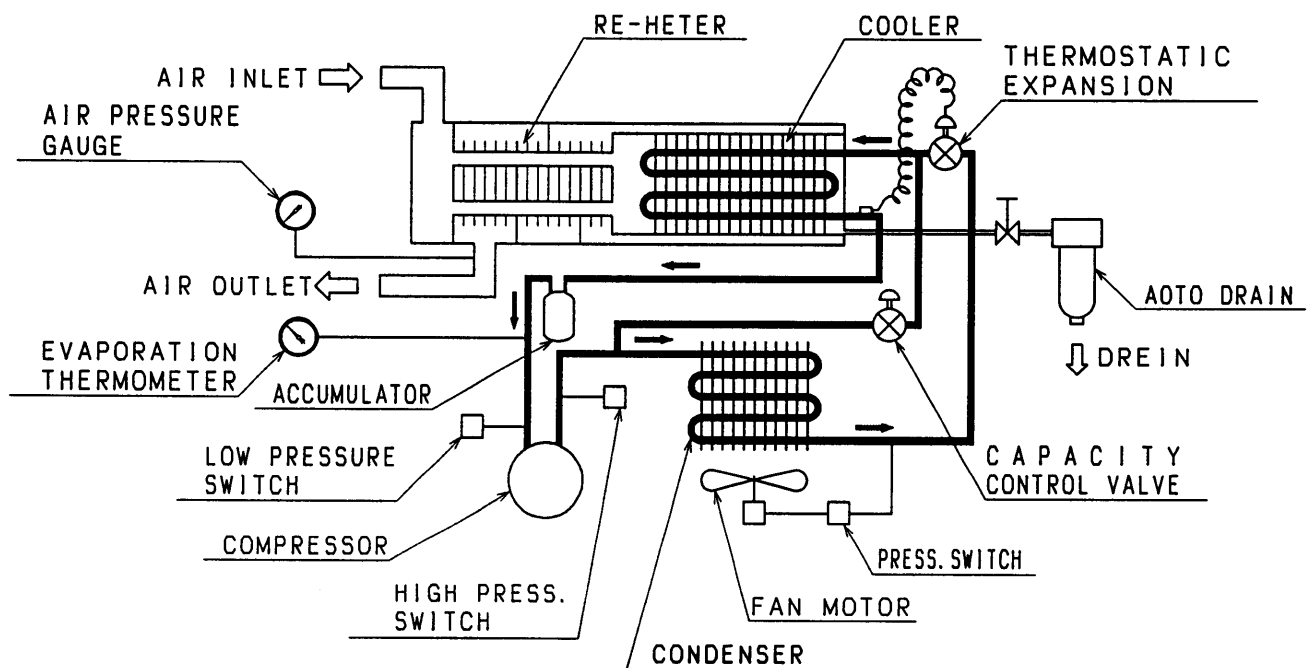 RE-HETER
COOLER
THERMOSTATIC
EXPANSION
AIR INLET
AIR PRESSURE
GAUGE
AIR OUTLET
AOTO DRAIN
DREIN
EVAPORATION
THERMOMETER
ACCUMULATOR
LOW PRESSURE
SWITCH
CAPACITY
CONTROL VALVE
COMPRESSOR
PRESS. SWITCH
HIGH PRESS.
SWITCH
FAN MOTOR
CONDENSER